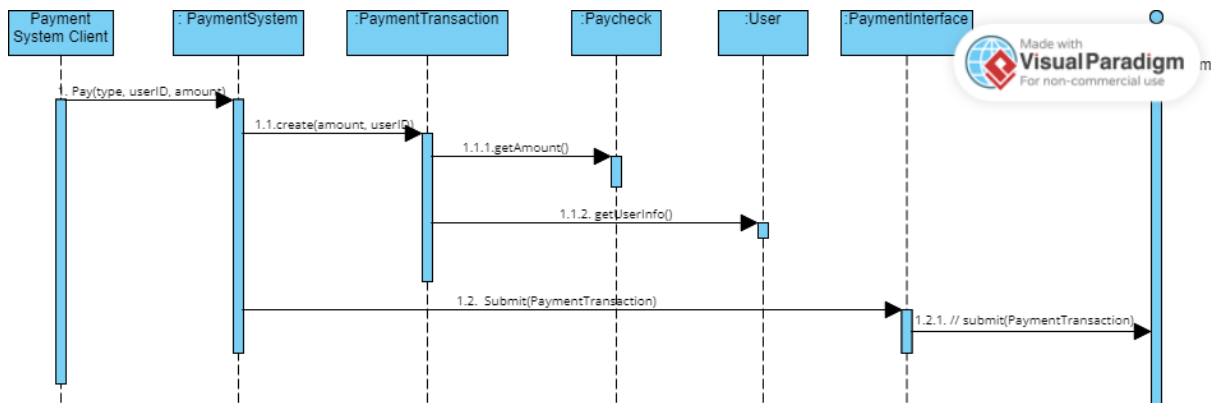 Payment
System Client
: PaymentSystem
:PaymentTransaction
:Paycheck
:User
:PaymentInterface
Made with
Visual Paradigm
For non-commercial use
m
1. Pay(type, userID, amount)
1.1.create(amount, userID)
1.1.1.getAmount()
1.1.2. getUserInfo()
1.2. Submit(PaymentTransaction)
1.2.1. // submit(PaymentTransaction)